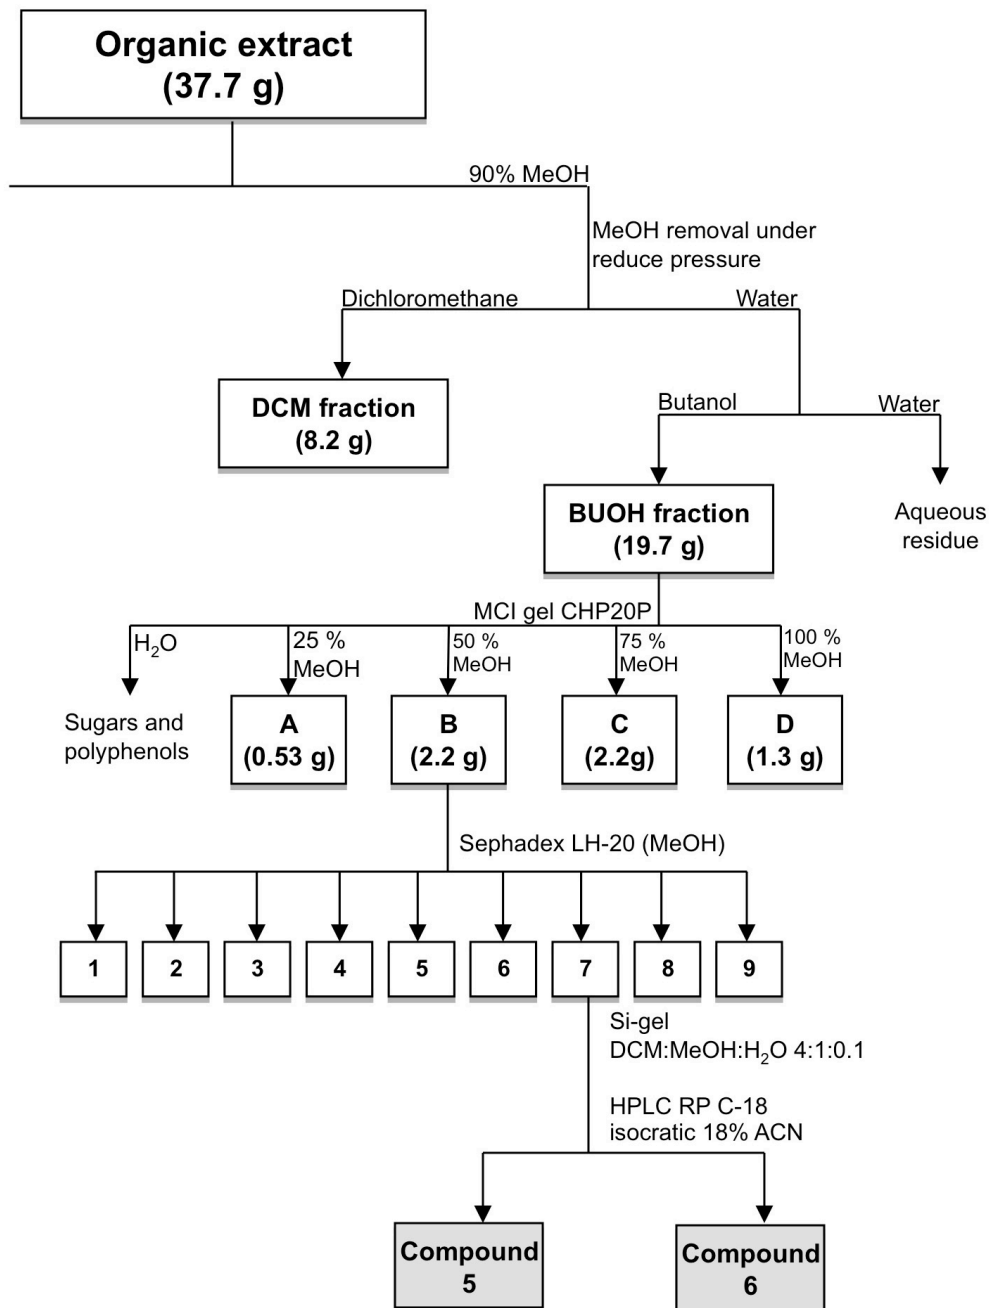 Organic extract
(37.7 g)
90% MeOH
MeOH removal under
reduce pressure
Dichloromethane
Water
DCM fraction
(8.2 g)
Butanol
Water
BUOH fraction
(19.7 g)
Aqueous
residue
MCI gel CHP20P
H₂O
25 %
MeOH
50 %
MeOH
75 %
MeOH
100 %
MeOH
Sugars and
polyphenols
A
(0.53 g)
B
(2.2 g)
C
(2.2g)
D
(1.3 g)
Sephadex LH-20 (MeOH)
1
2
3
4
5
6
7
8
9
Si-gel
DCM:MeOH:H₂O 4:1:0.1
HPLC RP C-18
isocratic 18% ACN
Compound
5
Compound
6